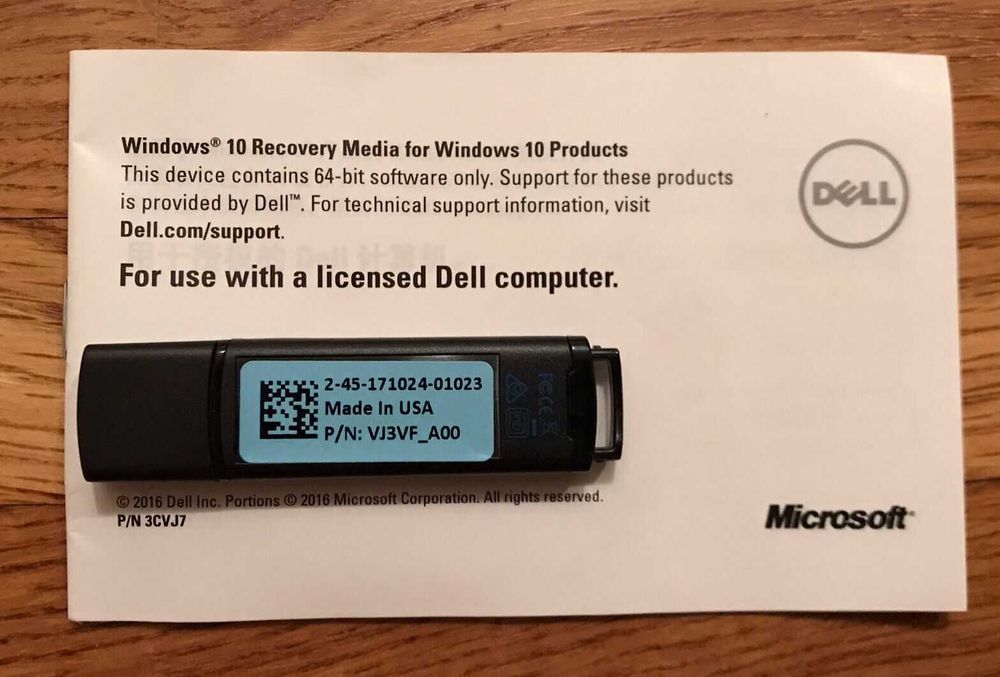 Windows® 10 Recovery Media for Windows 10 Products
This device contains 64-bit software only. Support for these products
is provided by Dell™. For technical support information, visit
Dell.com/support.
For use with a licensed Dell computer.
DELL
2-45-171024-01023
Made In USA
P/N: VJ3VF_A00
© 2016 Dell Inc. Portions © 2016 Microsoft Corporation. All rights reserved.
P/N 3CVJ7
Microsoft